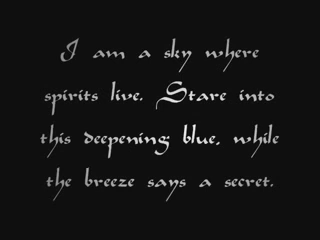 I am a sky where
spirits live. Stare into
this deepening blue, while
the breeze says a secret.